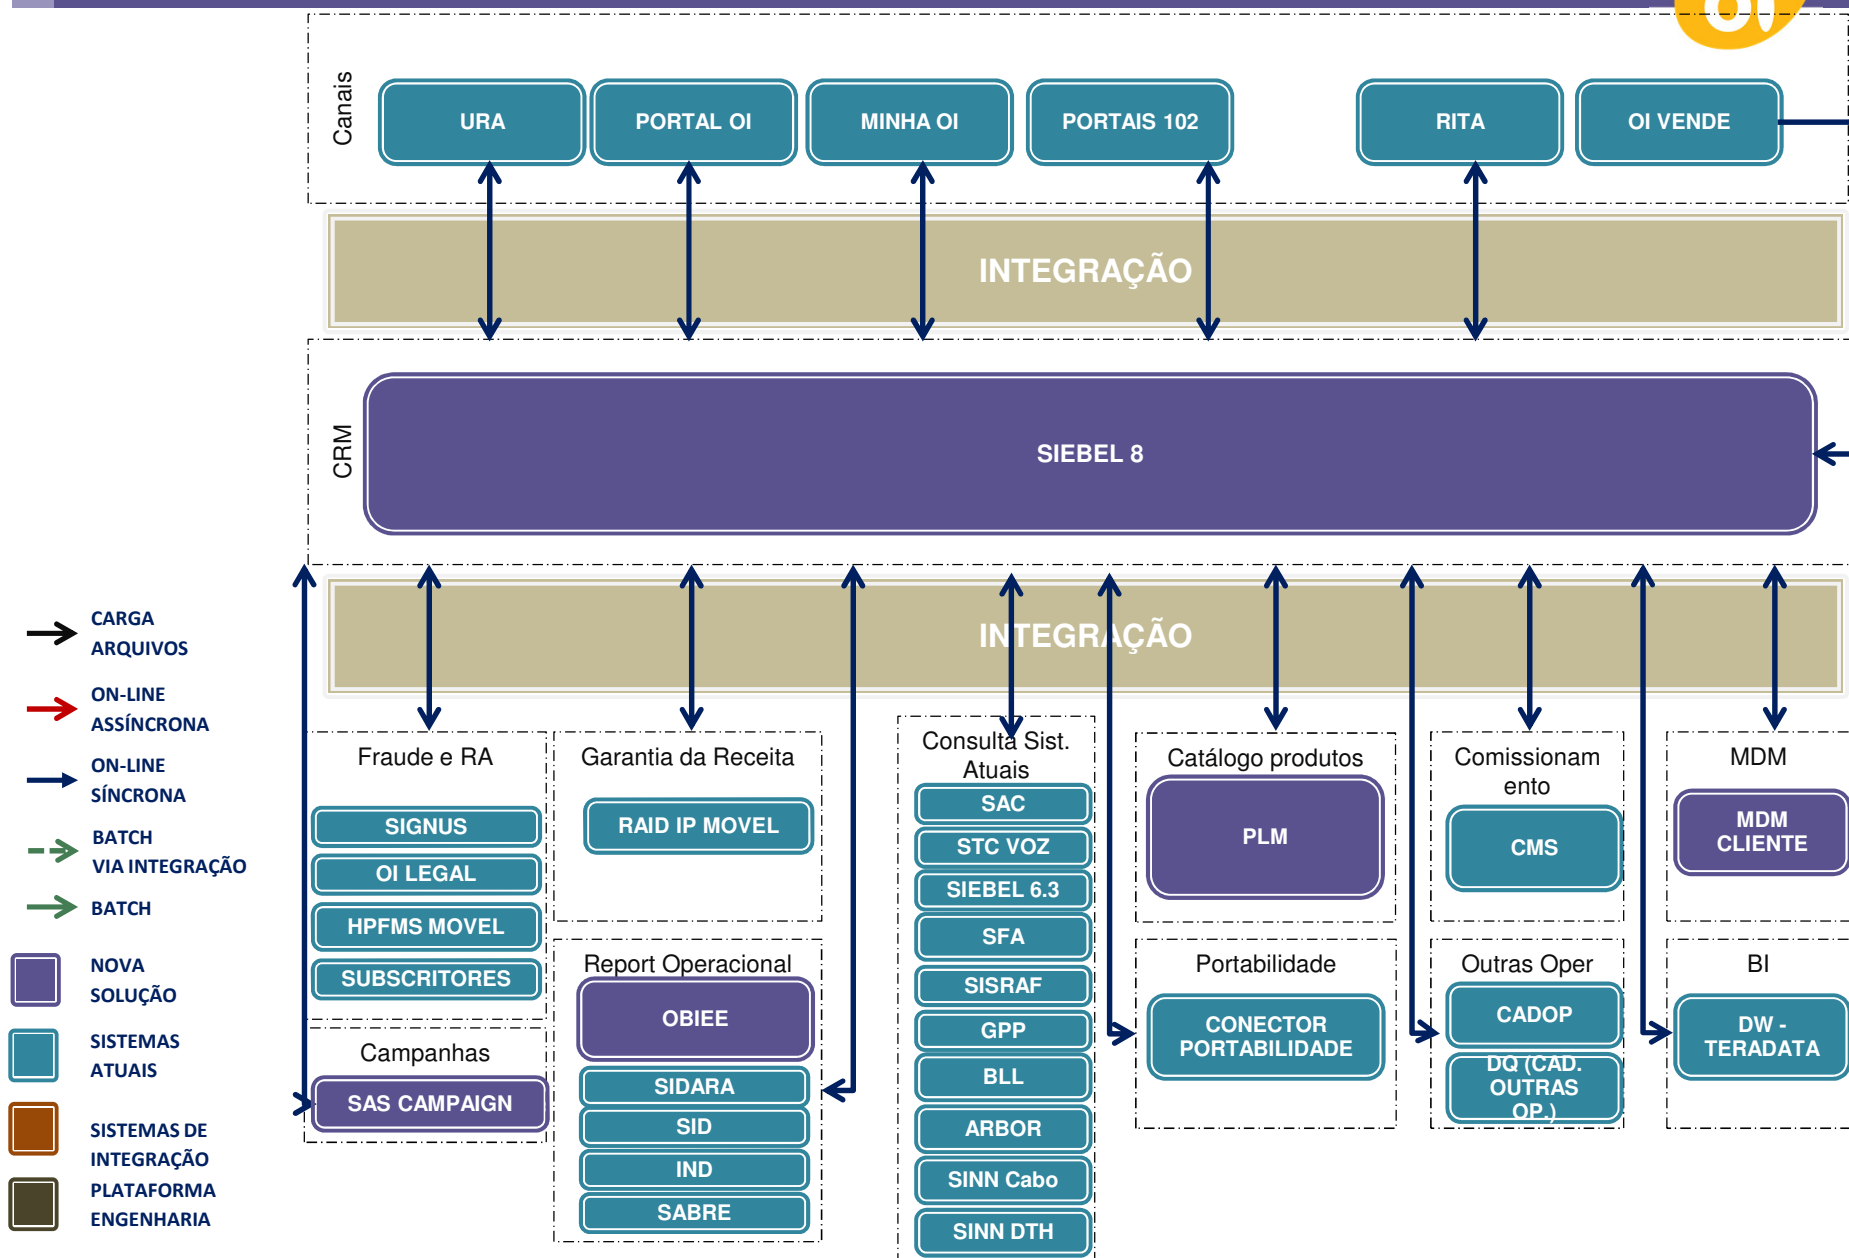 oi
Canais
URA
PORTAL OI
MINHA OI
PORTAIS 102
RITA
OI VENDE
INTEGRAÇÃO
CRM
SIEBEL 8
INTEGRAÇÃO
CARGA
ARQUIVOS
ON-LINE
ASSÍNCRONA
ON-LINE
SÍNCRONA
BATCH
VIA INTEGRAÇÃO
BATCH
NOVA
SOLUÇÃO
SISTEMAS
ATUAIS
SISTEMAS DE
INTEGRAÇÃO
PLATAFORMA
ENGENHARIA
Fraude e RA
SIGNUS
OI LEGAL
HPFMS MOVEL
SUBSCRITORES
Campanhas
SAS CAMPAIGN
Garantia da Receita
RAID IP MOVEL
Report Operacional
OBIEE
SIDARA
SID
IND
SABRE
Consulta Sist.
Atuais
SAC
STC VOZ
SIEBEL 6.3
SFA
SISRAF
GPP
BLL
ARBOR
SINN Cabo
SINN DTH
Catálogo produtos
PLM
Portabilidade
CONECTOR
PORTABILIDADE
Comissionam
ento
CMS
Outras Oper
CADOP
DQ (CAD.
OUTRAS
OP.)
MDM
MDM
CLIENTE
BI
DW -
TERADATA